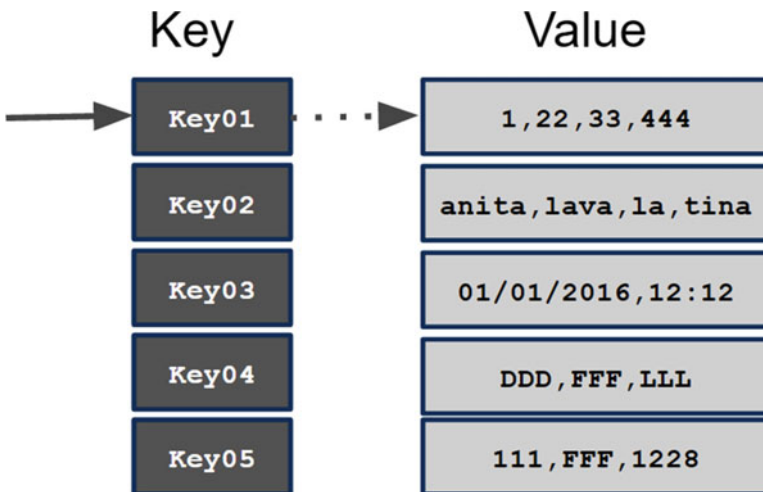 Key Value
Key01 1,22,33,444
Key02 anita,lava,la,tina
Key03 01/01/2016,12:12
Key04 DDD,FFF,LLL
Key05 111,FFF,1228